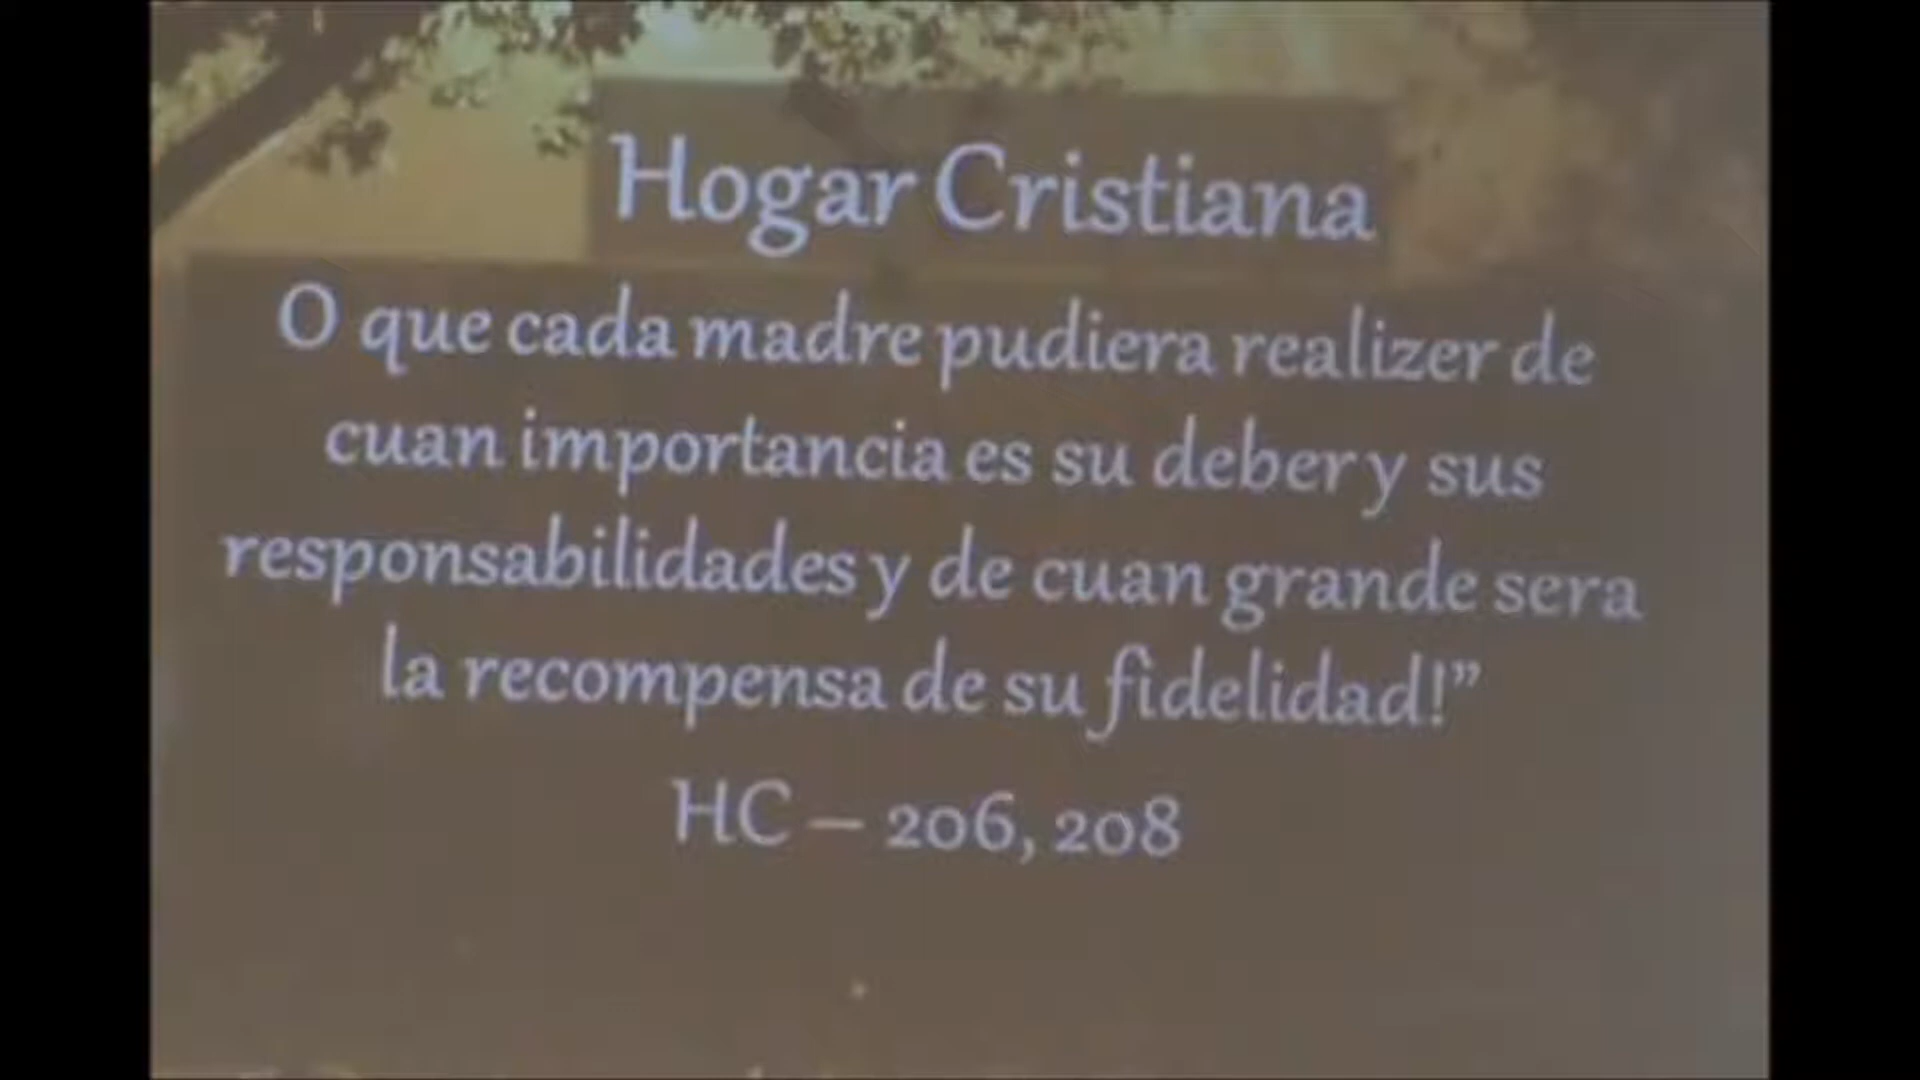 Hogar Cristiana
O que cada madre pudiera realizer de
cuan importancia es su deber y sus
responsabilidades y de cuan grande sera
la recompensa de su fidelidad!”
HC – 206, 208